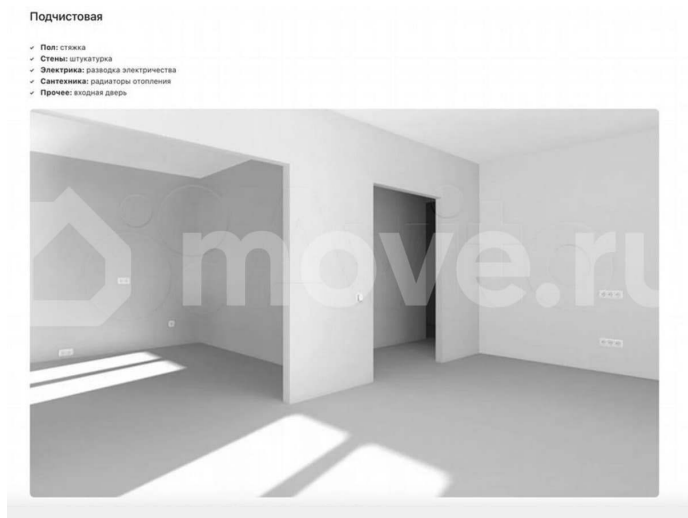 Подчистовая
✓ Пол: стяжка
✓ Стены: штукатурка
✓ Электрика: разводка электричества
✓ Сантехника: радиаторы отопления
✓ Прочее: входная дверь
move.ru